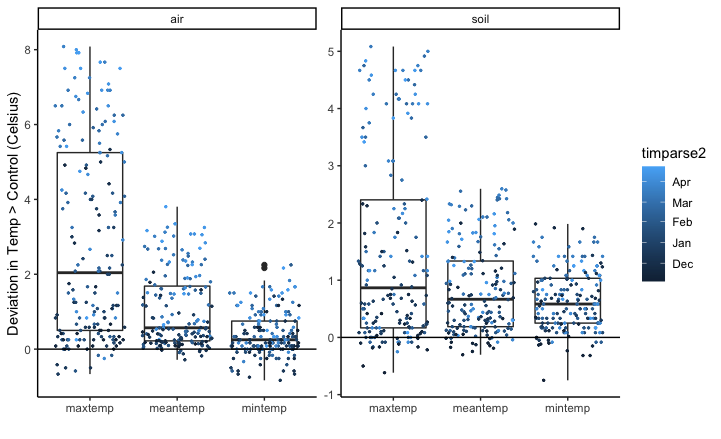 air
soil
Deviation in Temp > Control (Celsius)
8
6
4
2
0
5
4
3
2
1
0
-1
maxtemp
meantemp
mintemp
maxtemp
meantemp
mintemp
timparse2
Apr
Mar
Feb
Jan
Dec